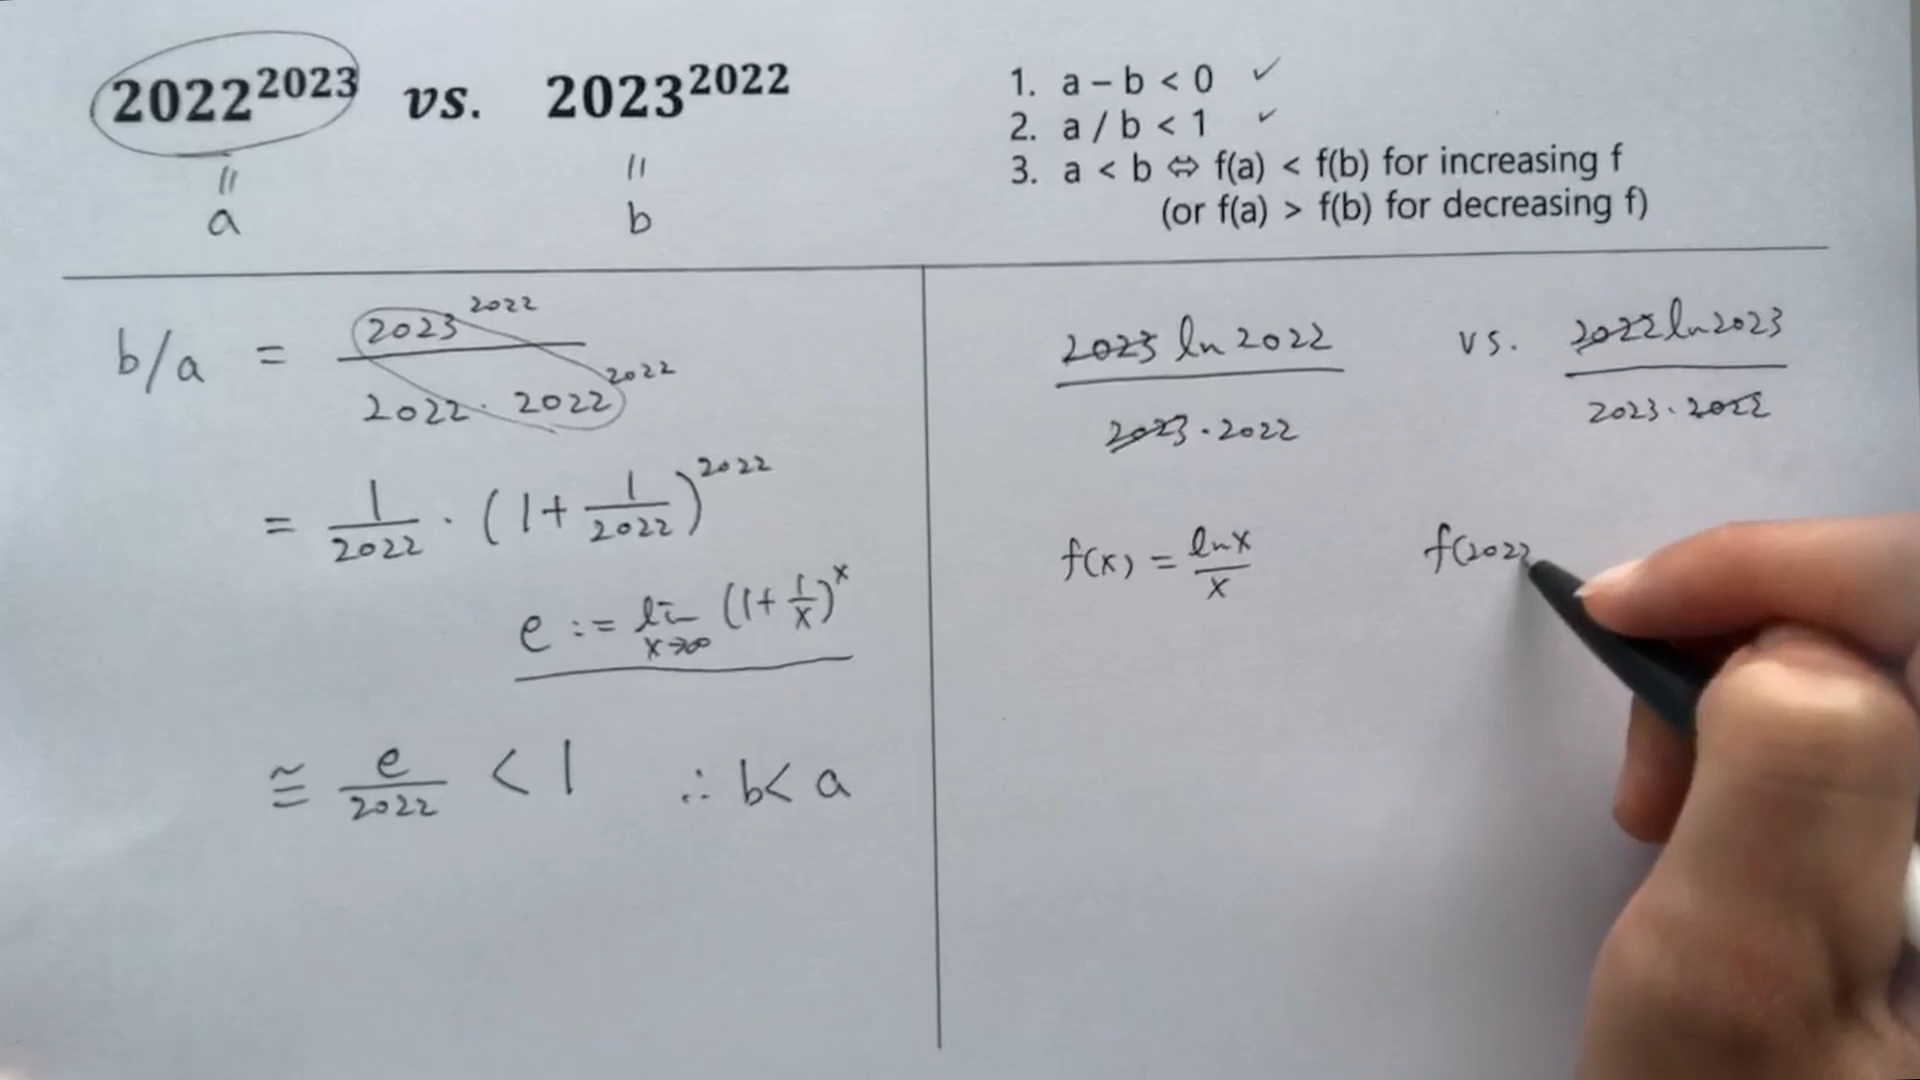 2022^2023 vs. 2023^2022
= a
= b
1. a – b < 0 ✓
2. a / b < 1 ✓
3. a < b ⇔ f(a) < f(b) for increasing f
(or f(a) > f(b) for decreasing f)
b/a = 2023^2022 / 2022 · 2022^2022
= 1/2022 · (1 + 1/2022)^2022
e := lim x→∞ (1 + 1/x)^x
≅ e/2022 < 1 ∴ b < a
2023 ln 2022 / 2023 · 2022 vs. 2022 ln 2023 / 2023 · 2022
f(x) = ln x / x f(2022